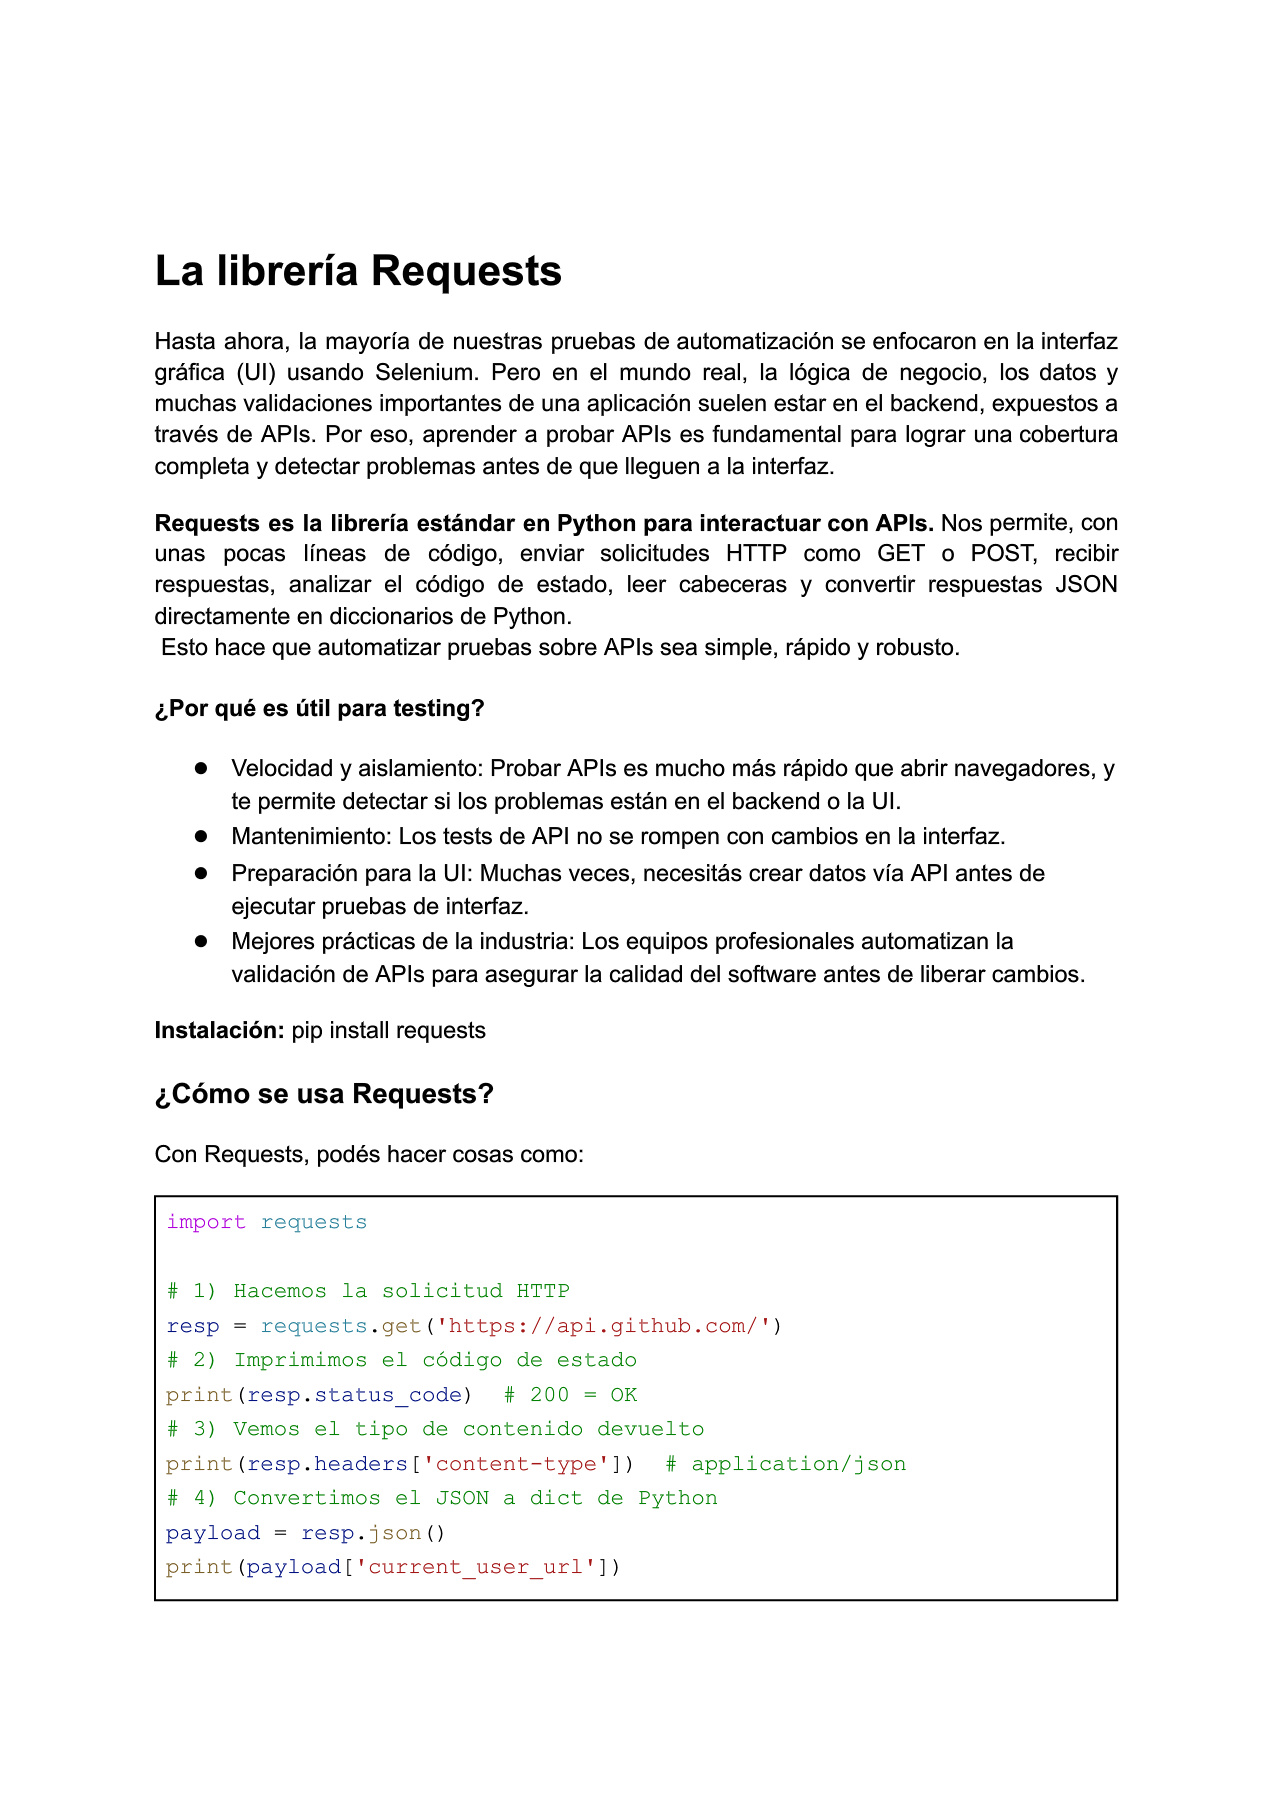 La librería Requests
Hasta ahora, la mayoría de nuestras pruebas de automatización se enfocaron en la interfaz
gráfica (UI) usando Selenium. Pero en el mundo real, la lógica de negocio, los datos y
muchas validaciones importantes de una aplicación suelen estar en el backend, expuestos a
través de APIs. Por eso, aprender a probar APIs es fundamental para lograr una cobertura
completa y detectar problemas antes de que lleguen a la interfaz.
Requests es la librería estándar en Python para interactuar con APIs. Nos permite, con
unas pocas líneas de código, enviar solicitudes HTTP como GET o POST, recibir
respuestas, analizar el código de estado, leer cabeceras y convertir respuestas JSON
directamente en diccionarios de Python.
Esto hace que automatizar pruebas sobre APIs sea simple, rápido y robusto.
¿Por qué es útil para testing?
● Velocidad y aislamiento: Probar APIs es mucho más rápido que abrir navegadores, y
te permite detectar si los problemas están en el backend o la UI.
● Mantenimiento: Los tests de API no se rompen con cambios en la interfaz.
● Preparación para la UI: Muchas veces, necesitás crear datos vía API antes de
ejecutar pruebas de interfaz.
● Mejores prácticas de la industria: Los equipos profesionales automatizan la
validación de APIs para asegurar la calidad del software antes de liberar cambios.
Instalación: pip install requests
¿Cómo se usa Requests?
Con Requests, podés hacer cosas como:
import requests
# 1) Hacemos la solicitud HTTP
resp = requests.get('https://api.github.com/')
# 2) Imprimimos el código de estado
print(resp.status_code)  # 200 = OK
# 3) Vemos el tipo de contenido devuelto
print(resp.headers['content-type'])  # application/json
# 4) Convertimos el JSON a dict de Python
payload = resp.json()
print(payload['current_user_url'])